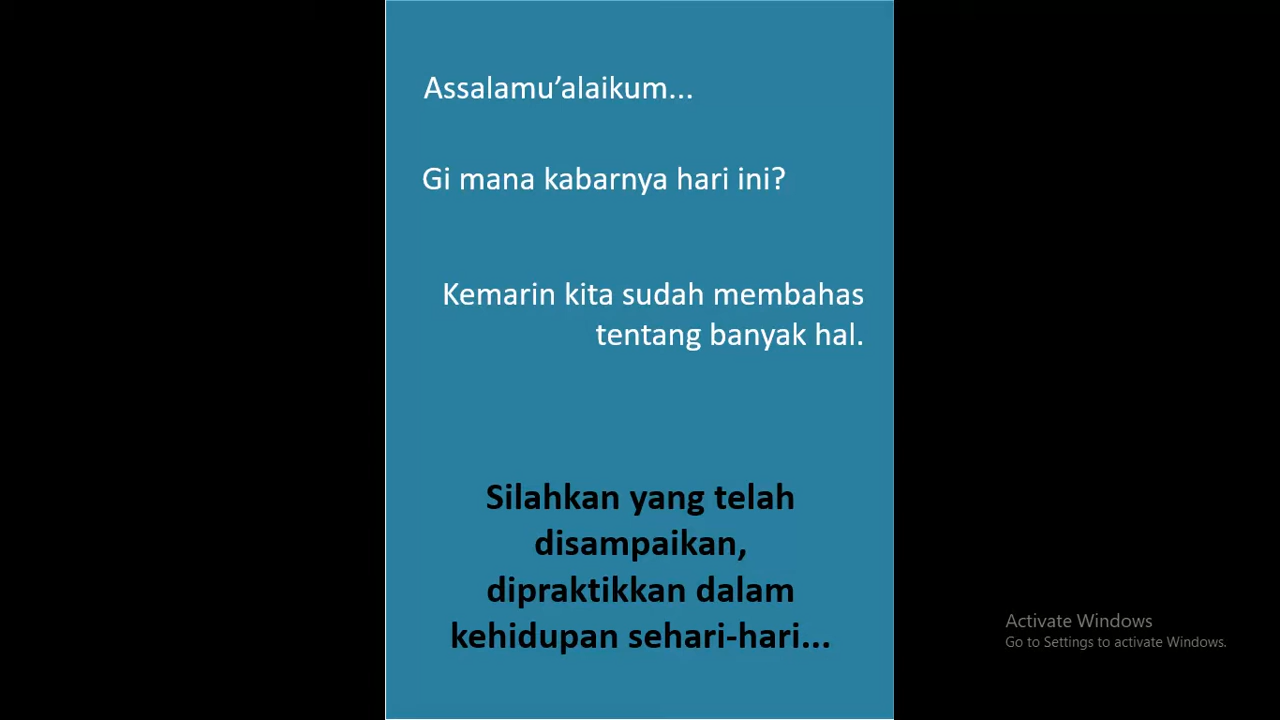 Assalamu’alaikum...
Gi mana kabarnya hari ini?
Kemarin kita sudah membahas
tentang banyak hal.
Silahkan yang telah
disampaikan,
dipraktikkan dalam
kehidupan sehari-hari...
Activate Windows
Go to Settings to activate Windows.